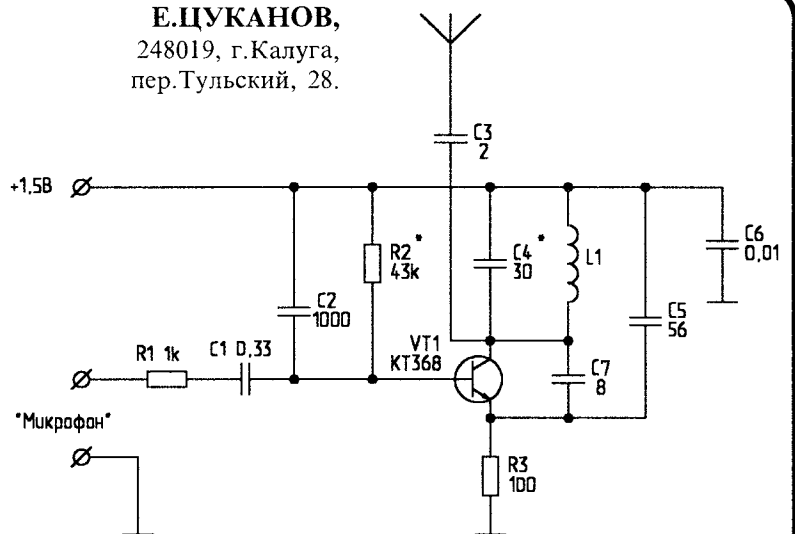 Е.ЦУКАНОВ,
248019, г.Калуга,
пер.Тульский, 28.
C3
2
+1,5В
R2*
43k
C4*
30
L1
C6
0,01
C2
1000
C5
56
R1 1k
C1 0,33
VT1
КТ368
C7
8
"Микрофон"
R3
100